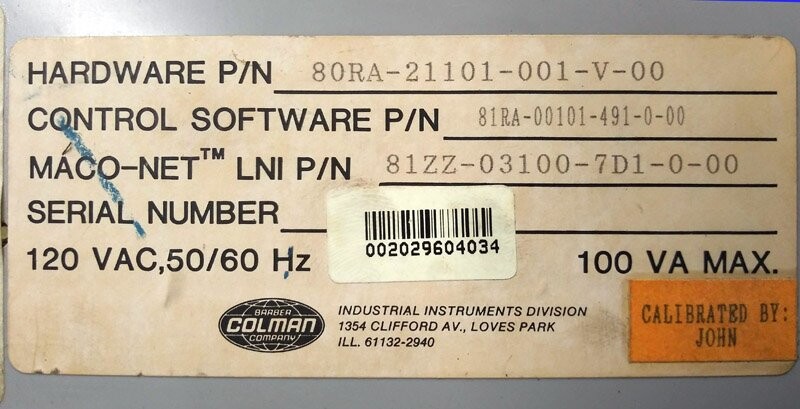 HARDWARE P/N 80RA-21101-001-V-00
CONTROL SOFTWARE P/N 81RA-00101-491-0-00
MACO-NET™ LNI P/N 81ZZ-03100-7D1-0-00
SERIAL NUMBER 002029604034
120 VAC,50/60 Hz 100 VA MAX.
BARBER
COLMAN
COMPANY
INDUSTRIAL INSTRUMENTS DIVISION
1354 CLIFFORD AV., LOVES PARK
ILL. 61132-2940
CALIBRATED BY:
JOHN